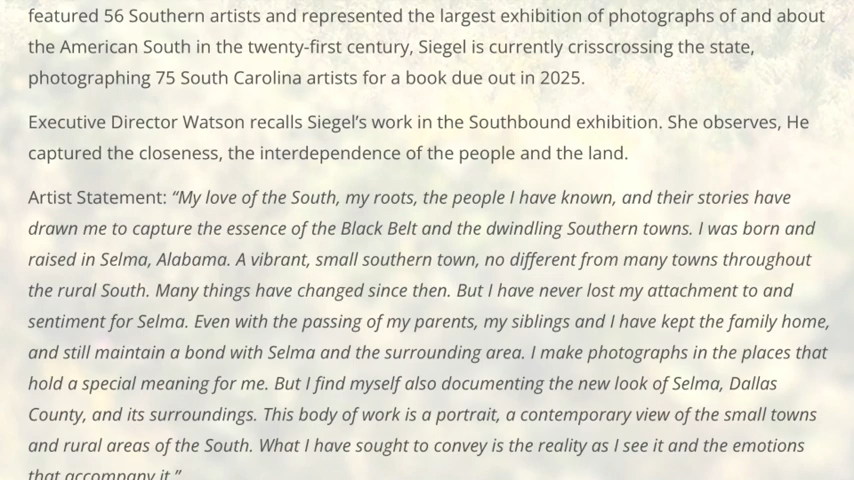 featured 56 Southern artists and represented the largest exhibition of photographs of and about
the American South in the twenty-first century, Siegel is currently crisscrossing the state,
photographing 75 South Carolina artists for a book due out in 2025.
Executive Director Watson recalls Siegel’s work in the Southbound exhibition. She observes, He
captured the closeness, the interdependence of the people and the land.
Artist Statement: “My love of the South, my roots, the people I have known, and their stories have
drawn me to capture the essence of the Black Belt and the dwindling Southern towns. I was born and
raised in Selma, Alabama. A vibrant, small southern town, no different from many towns throughout
the rural South. Many things have changed since then. But I have never lost my attachment to and
sentiment for Selma. Even with the passing of my parents, my siblings and I have kept the family home,
and still maintain a bond with Selma and the surrounding area. I make photographs in the places that
hold a special meaning for me. But I find myself also documenting the new look of Selma, Dallas
County, and its surroundings. This body of work is a portrait, a contemporary view of the small towns
and rural areas of the South. What I have sought to convey is the reality as I see it and the emotions
that accompany it.”